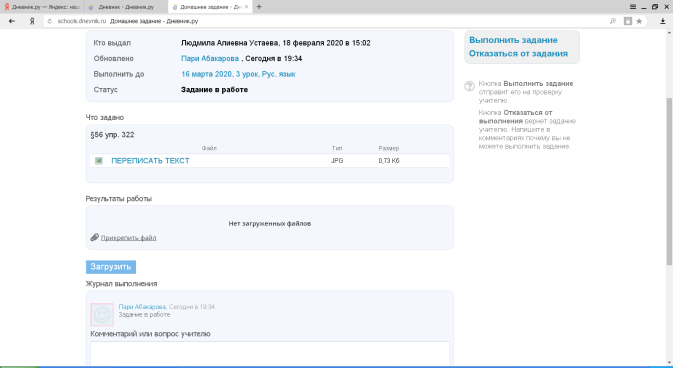 Дневник.ру — Яндекс: наш
Дневник - Дневник.ру
Домашнее задание - Дне
schools.dnevnik.ru Домашнее задание - Дневник.ру
Кто выдал Людмила Алиевна Устаева, 18 февраля 2020 в 15:02
Обновлено Пари Абакарова , Сегодня в 19:34
Выполнить до 16 марта 2020, 3 урок, Рус. язык
Статус Задание в работе
Выполнить задание
Отказаться от задания
Кнопка Выполнить задание
отправит его на проверку
учителю.
Кнопка Отказаться от
выполнения вернет задание
учителю. Напишите в
комментариях почему вы не
можете выполнить задание.
Что задано
§56 упр. 322
Файл Тип Размер
ПЕРЕПИСАТЬ ТЕКСТ JPG 0,73 Кб
Результаты работы
Нет загруженных файлов
Прикрепить файл
Загрузить
Журнал выполнения
Пари Абакарова, Сегодня в 19:34
Задание в работе
Комментарий или вопрос учителю